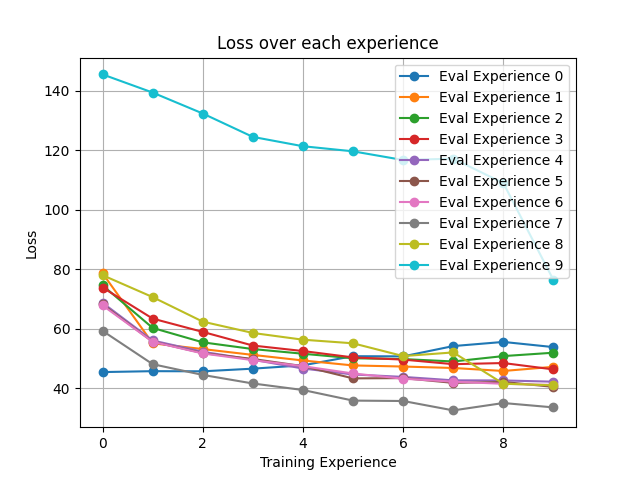 Loss over each experience
Eval Experience 0
Eval Experience 1
Eval Experience 2
Eval Experience 3
Eval Experience 4
Eval Experience 5
Eval Experience 6
Eval Experience 7
Eval Experience 8
Eval Experience 9
140
120
100
80
60
40
Loss
0 2 4 6 8
Training Experience